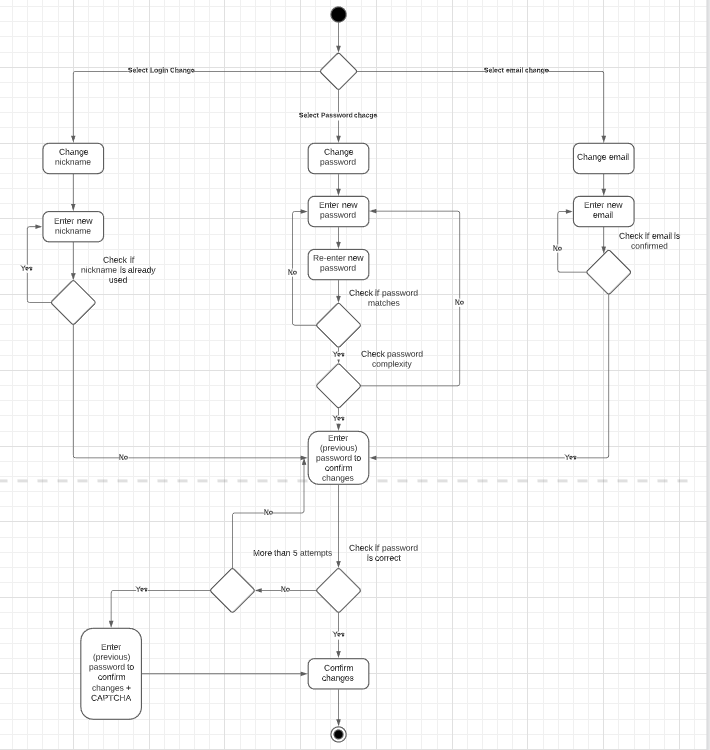 Select Login Change
Select email change
Select Password chacge
Change
nickname
Change
password
Change email
Enter new
nickname
Enter new
password
Enter new
email
Check if
nickname is already
used
Re-enter new
password
Check if email is
confirmed
Yes
No
No
No
Check if password
matches
Yes
Check password
complexity
Yes
Enter
(previous)
password to
confirm
changes
No
Yes
No
More than 5 attempts
Check if password
is correct
Yes
No
Yes
Enter
(previous)
password to
confirm
changes +
CAPTCHA
Confirm
changes